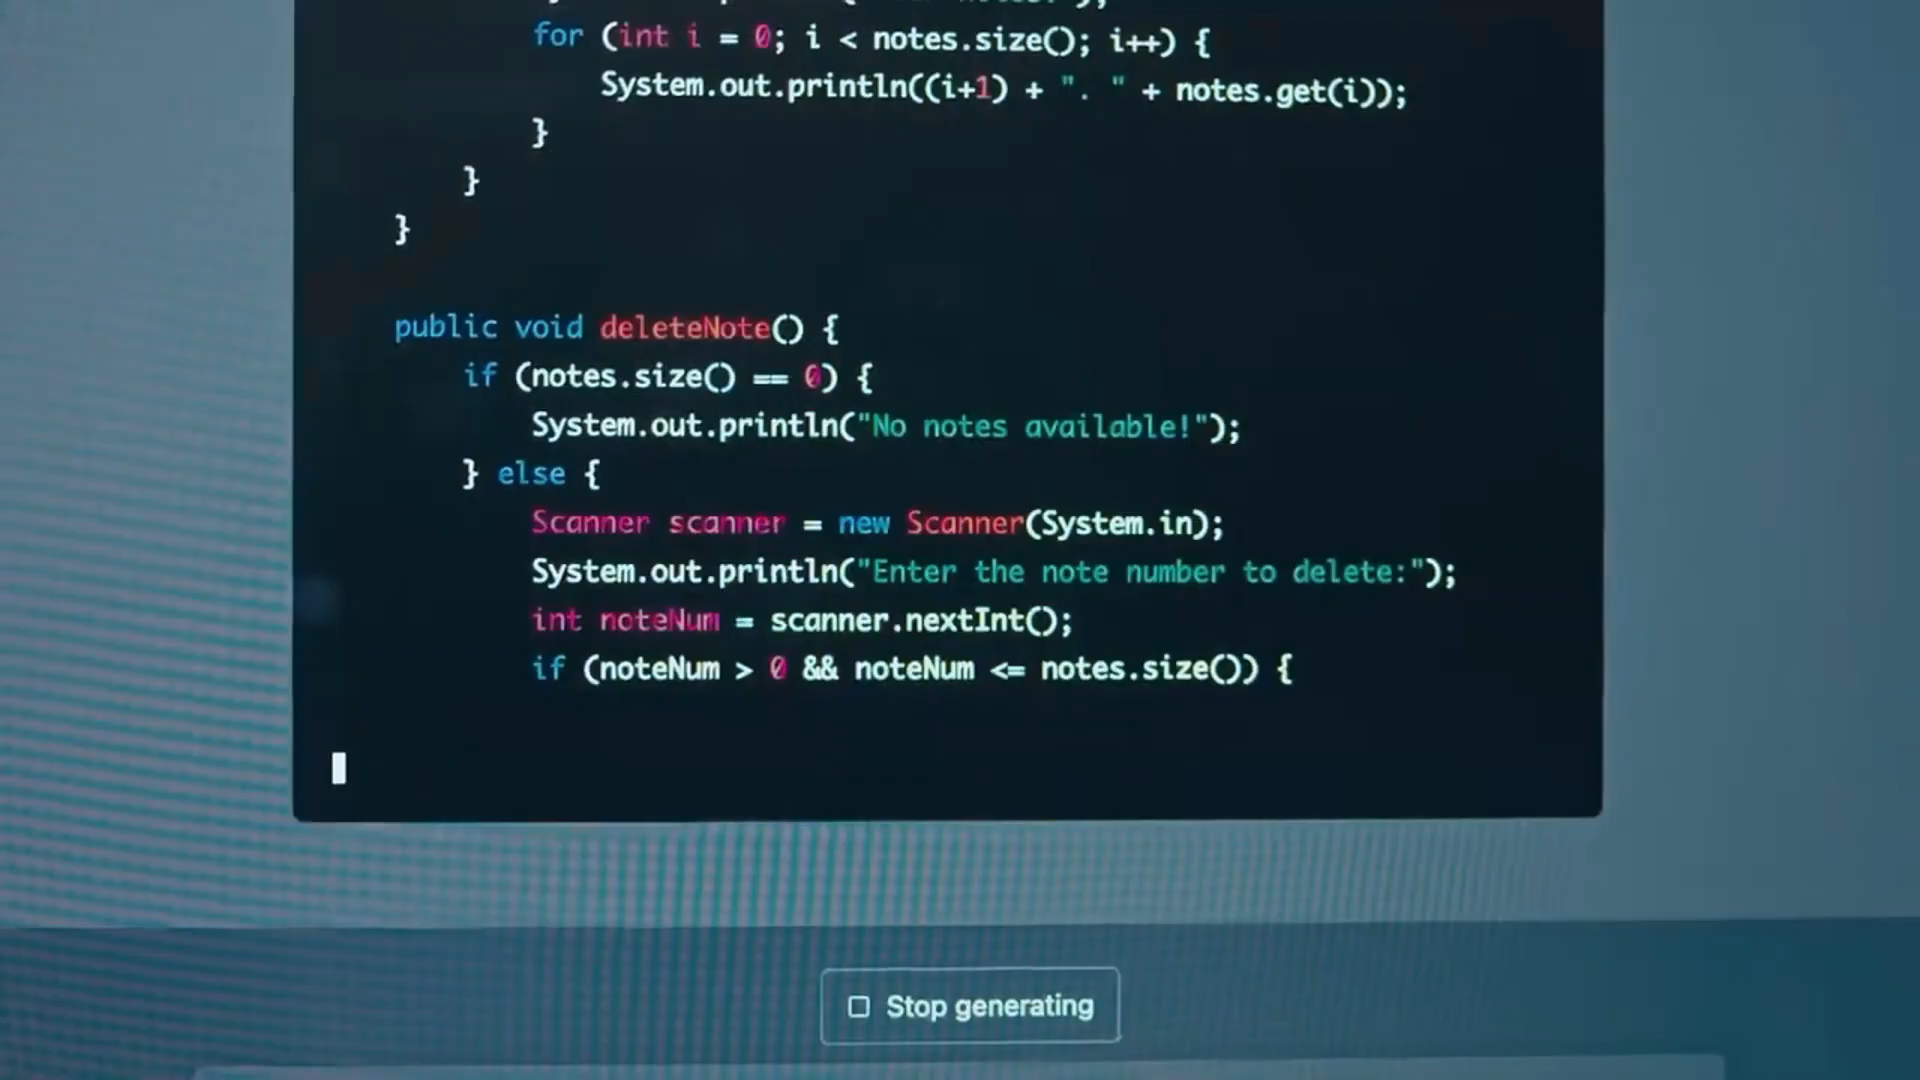 for (int i = 0; i < notes.size(); i++) {
System.out.println((i+1) + ". " + notes.get(i));
}
}
}
public void deleteNote() {
if (notes.size() == 0) {
System.out.println("No notes available!");
} else {
Scanner scanner = new Scanner(System.in);
System.out.println("Enter the note number to delete:");
int noteNum = scanner.nextInt();
if (noteNum > 0 && noteNum <= notes.size()) {
Stop generating